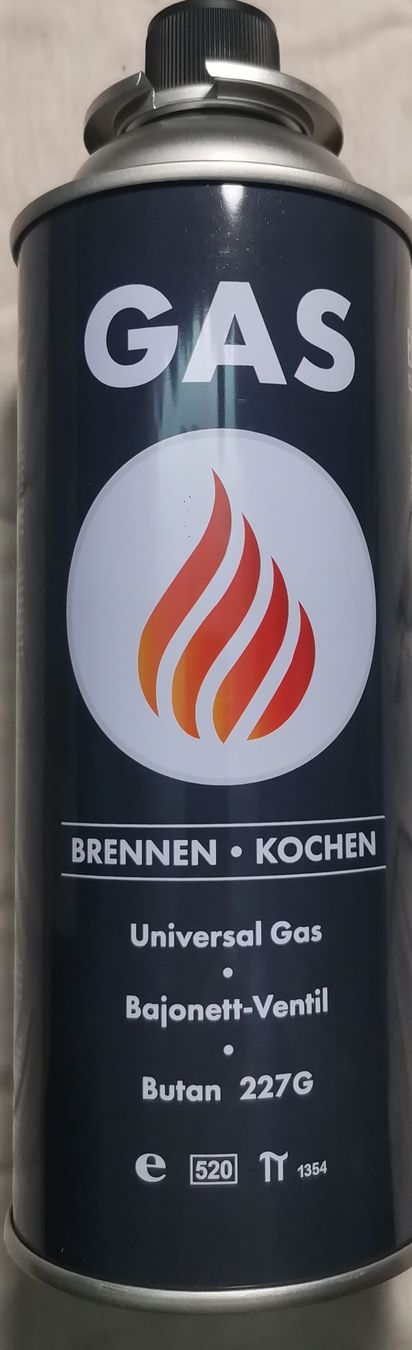 GAS
BRENNEN • KOCHEN
Universal Gas
•
Bajonett-Ventil
•
Butan 227G
e 520 π 1354